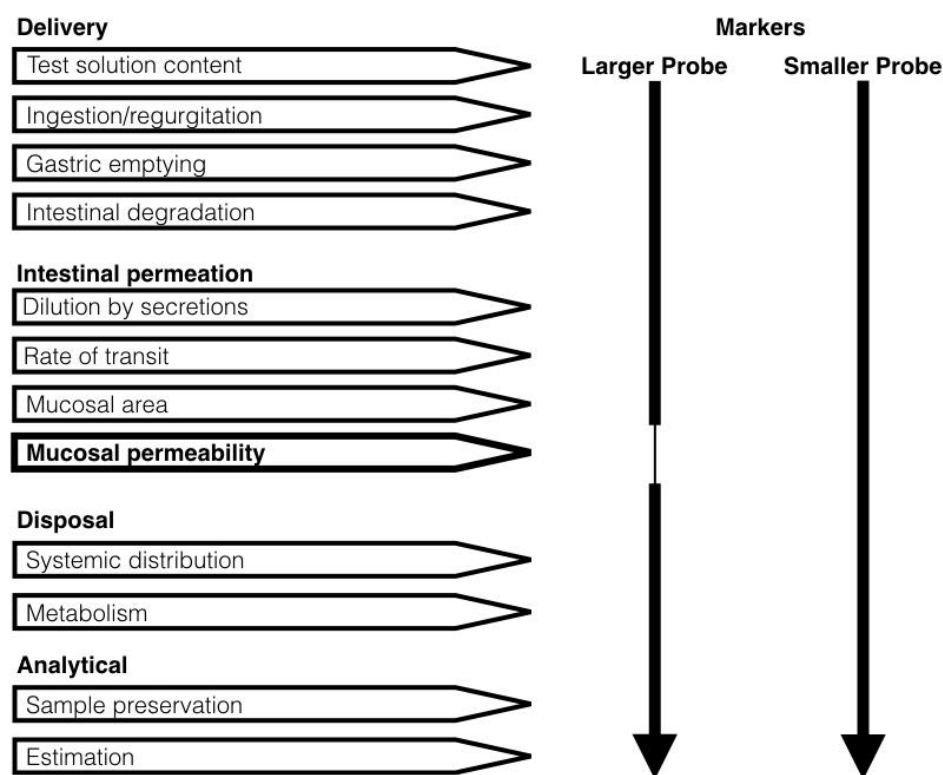 Delivery
Test solution content
Ingestion/regurgitation
Gastric emptying
Intestinal degradation
Intestinal permeation
Dilution by secretions
Rate of transit
Mucosal area
Mucosal permeability
Disposal
Systemic distribution
Metabolism
Analytical
Sample preservation
Estimation
Markers
Larger Probe
Smaller Probe